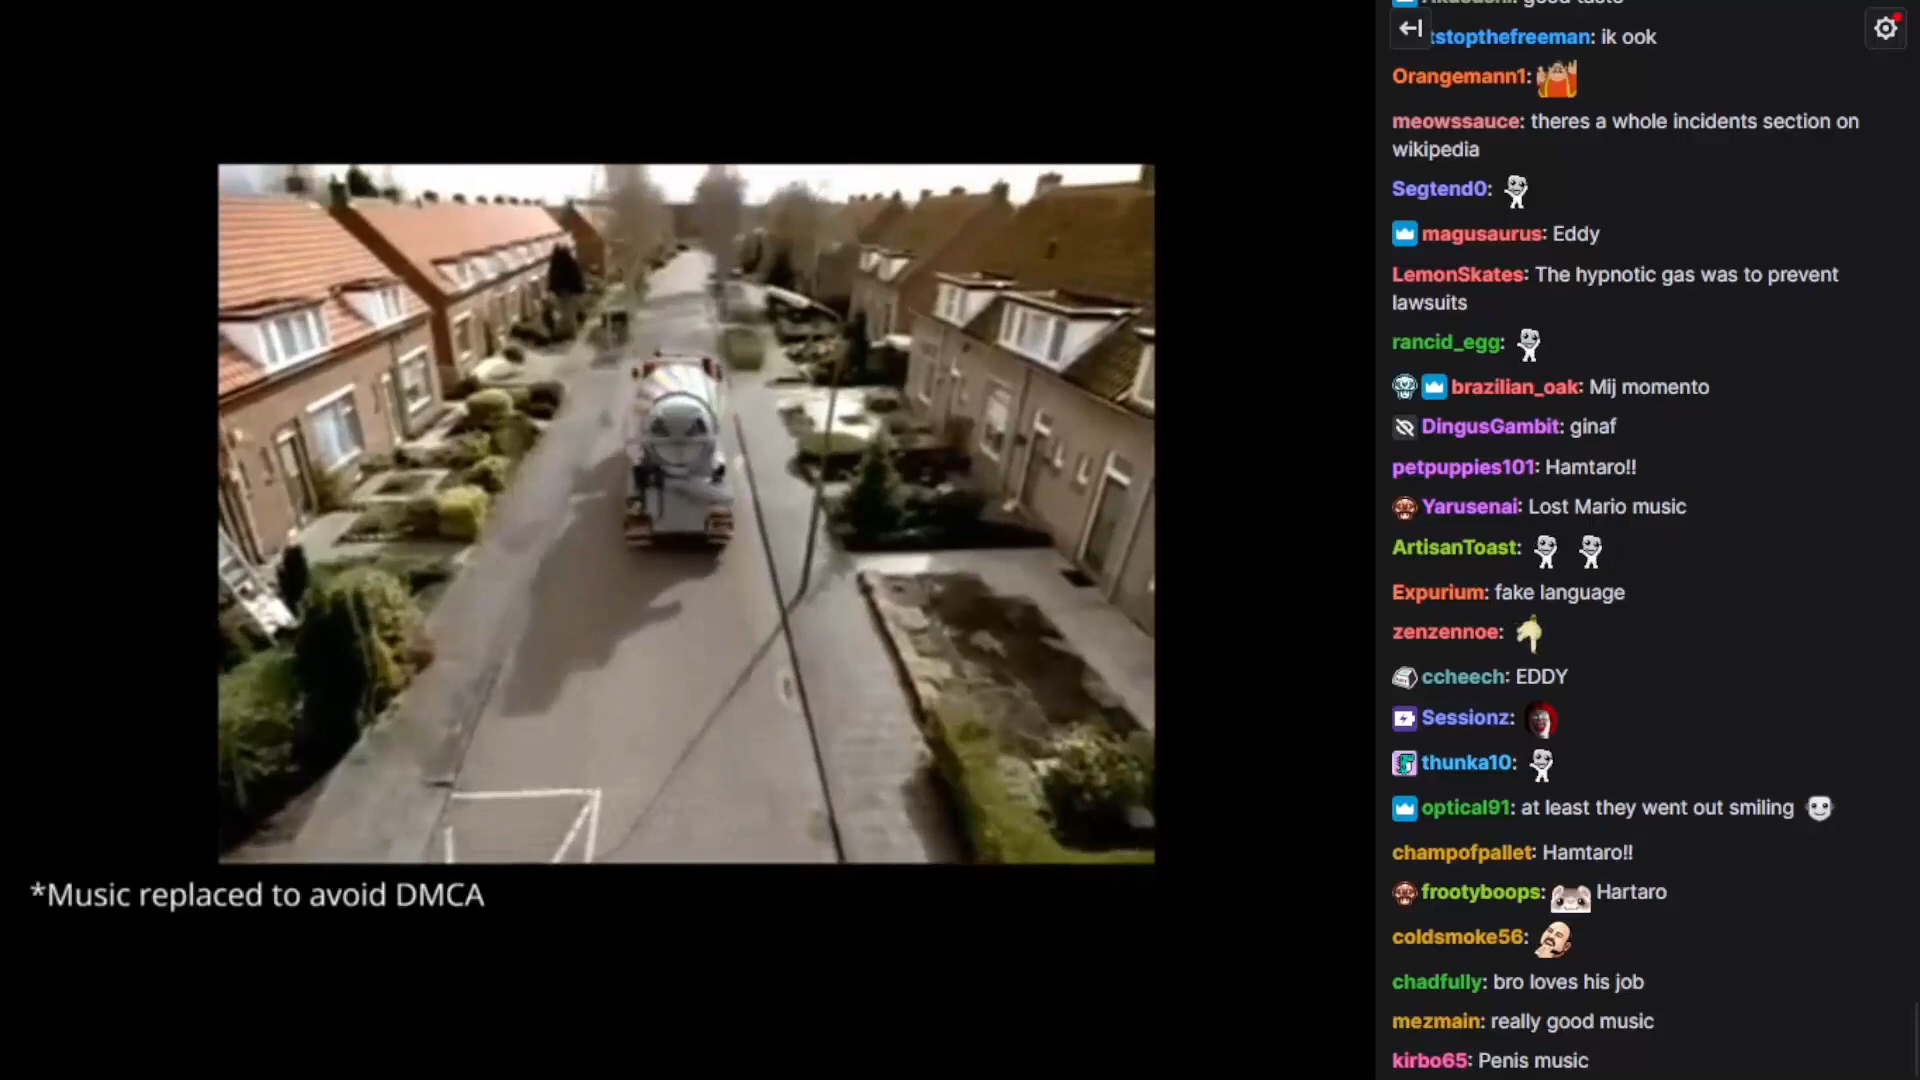 *Music replaced to avoid DMCA
tstopthefreeman: ik ook
Orangemann1:
meowssauce: theres a whole incidents section on
wikipedia
Segtend0:
magusaurus: Eddy
LemonSkates: The hypnotic gas was to prevent
lawsuits
rancid_egg:
brazilian_oak: Mij momento
DingusGambit: ginaf
petpuppies101: Hamtaro!!
Yarusenai: Lost Mario music
ArtisanToast:
Expurium: fake language
zenzennoe:
ccheech: EDDY
Sessionz:
thunka10:
optical91: at least they went out smiling
champofpallet: Hamtaro!!
frootyboops: Hartaro
coldsmoke56:
chadfully: bro loves his job
mezmain: really good music
kirbo65: Penis music